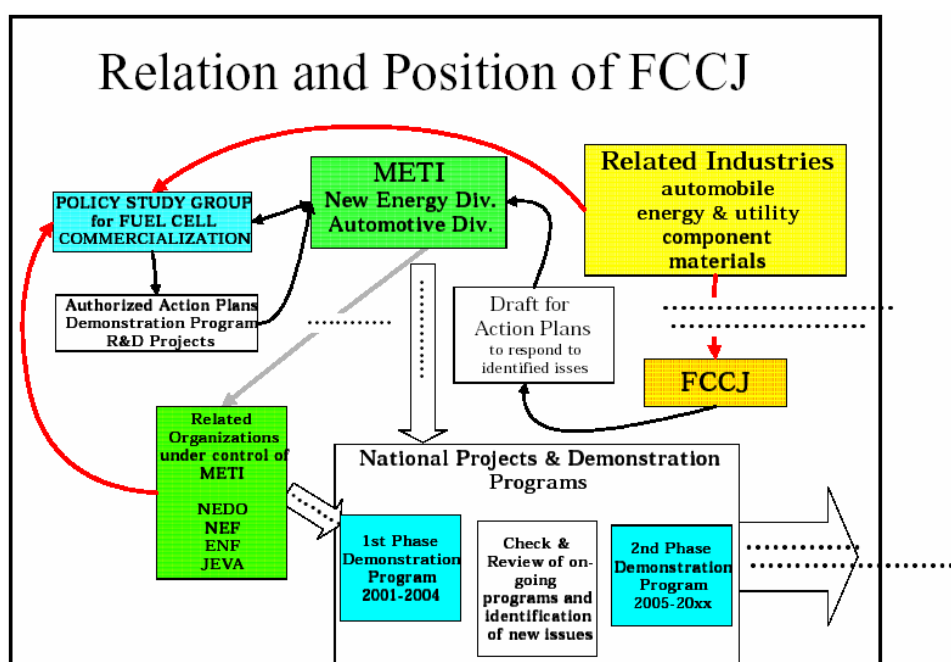 Relation and Position of FCCJ
POLICY STUDY GROUP
for FUEL CELL
COMMERCIALIZATION
METI
New Energy Div.
Automotive Div.
Related Industries
automobile
energy & utility
component
materials
Authorized Action Plans
Demonstration Program
R&D Projects
Draft for
Action Plans
to respond to
identified isses
FCCJ
Related
Organizations
under control of
METI
NEDO
NEF
ENF
JEVA
National Projects & Demonstration
Programs
1st Phase
Demonstration
Program
2001-2004
Check &
Review of on-
going
programs and
identification
of new issues
2nd Phase
Demonstration
Program
2005-20xx